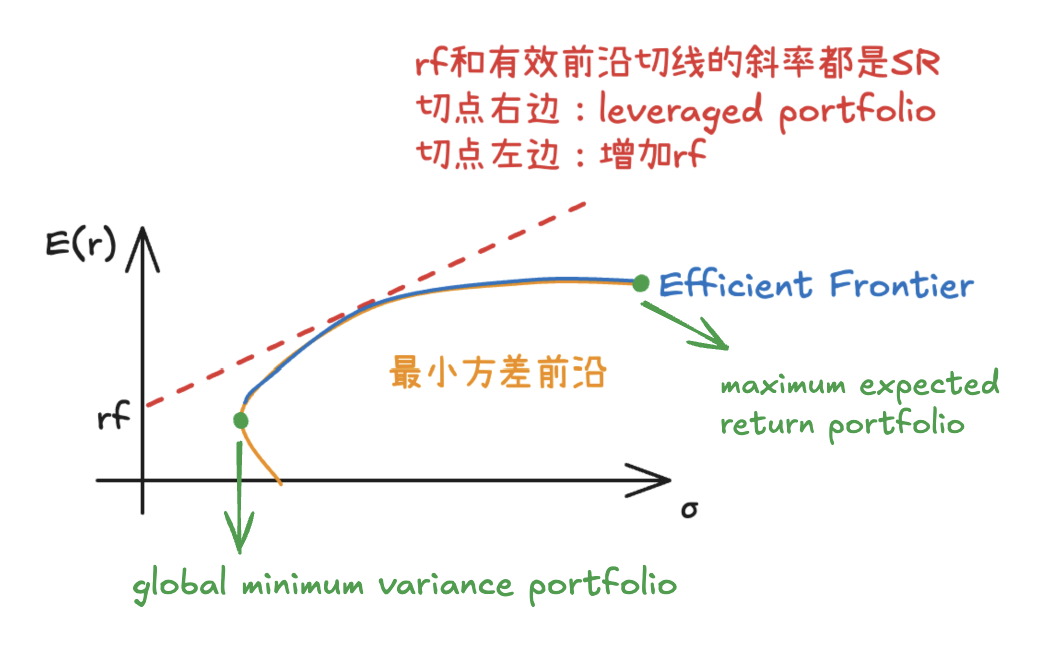 rf和有效前沿切线的斜率都是SR
切点右边：leveraged portfolio
切点左边：增加rf
E(r)
Efficient Frontier
最小方差前沿
maximum expected
return portfolio
rf
σ
global minimum variance portfolio